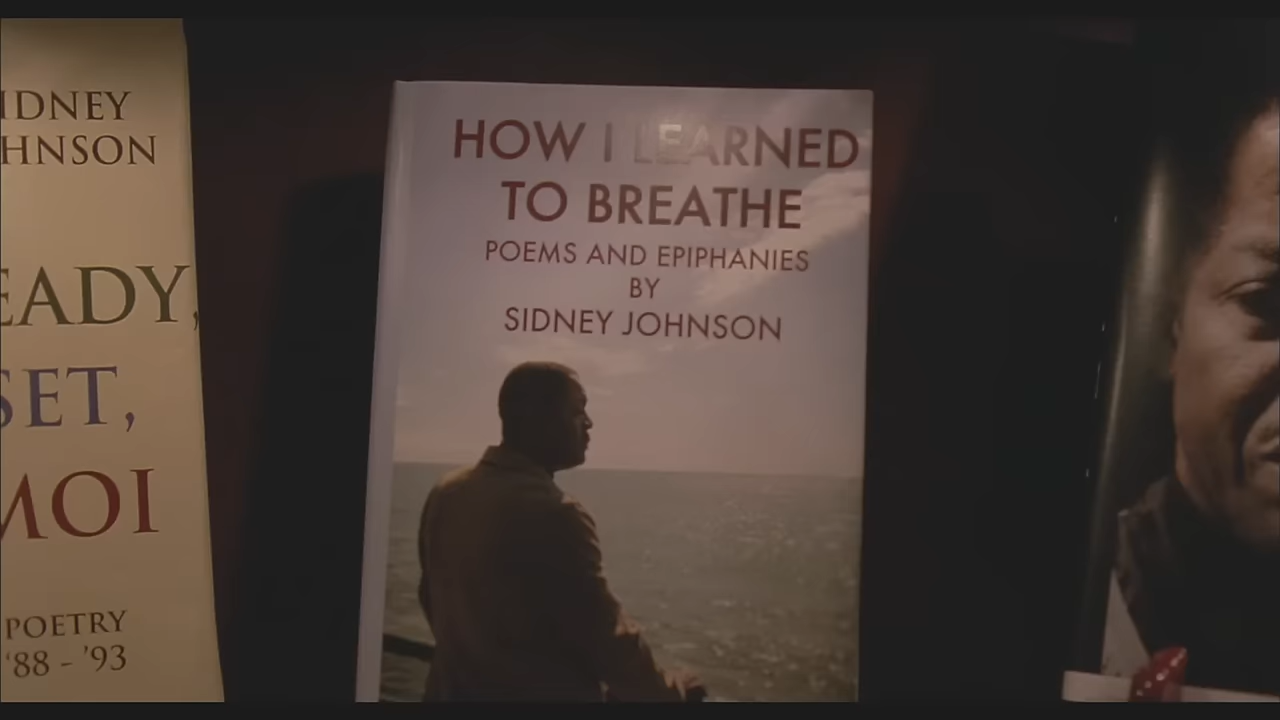 IDNEY
HNSON
EADY,
SET,
MOI
POETRY
'88 - '93
HOW I LEARNED
TO BREATHE
POEMS AND EPIPHANIES
BY
SIDNEY JOHNSON